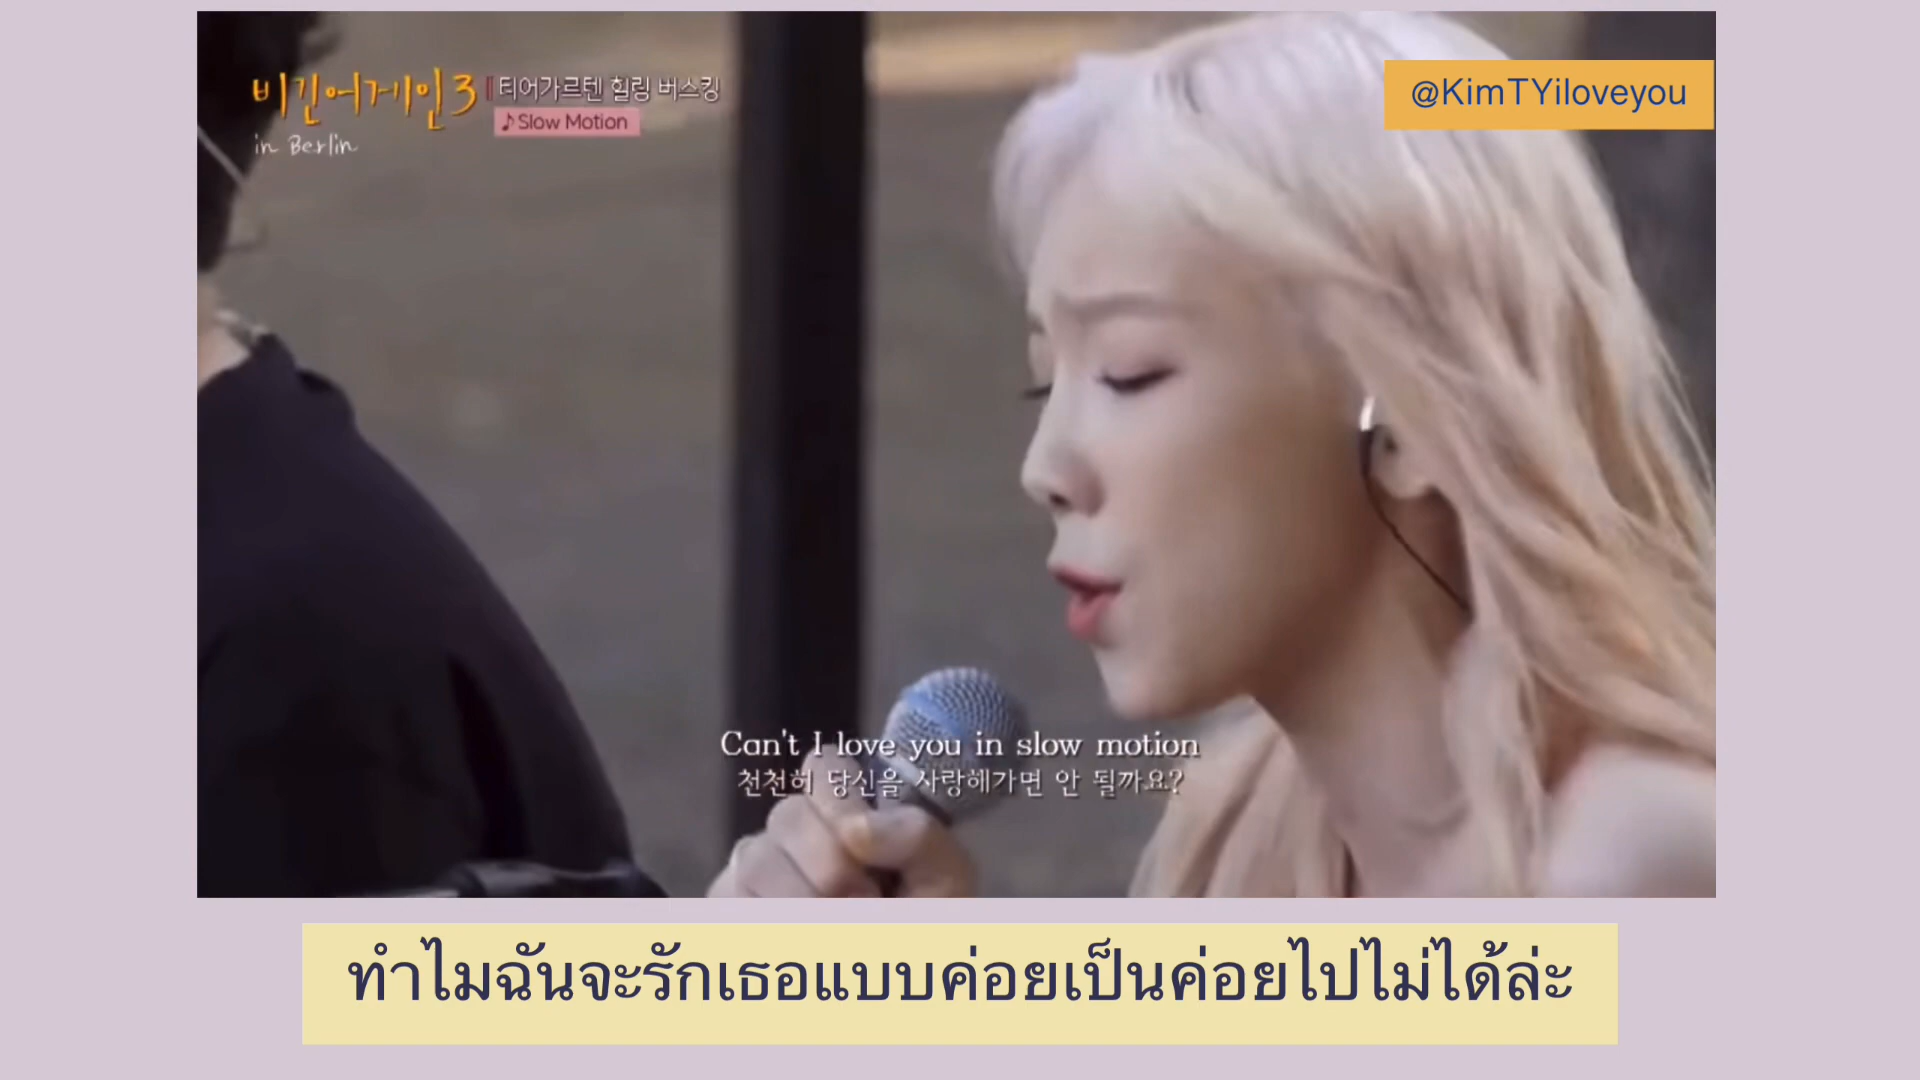 비긴어게인3
in Berlin
티어가르텐 힐링 버스킹
♪Slow Motion
@KimTYiloveyou
Can't I love you in slow motion
천천히 당신을 사랑해가면 안 될까요?
ทำไมฉันจะรักเธอแบบค่อยเป็นค่อยไปไม่ได้ล่ะ